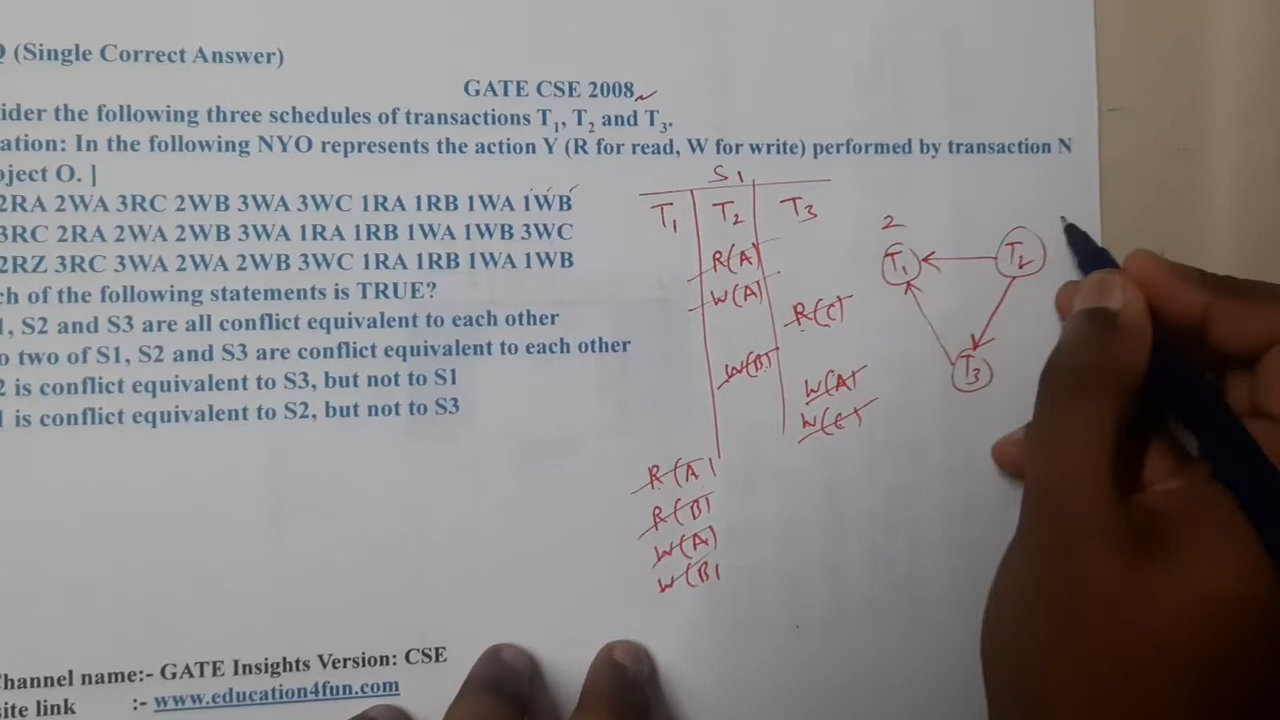 (Single Correct Answer)
GATE CSE 2008
ider the following three schedules of transactions T₁, T₂ and T₃.
ation: In the following NYO represents the action Y (R for read, W for write) performed by transaction N
ject O. ]
2RA 2WA 3RC 2WB 3WA 3WC 1RA 1RB 1WA 1WB
3RC 2RA 2WA 2WB 3WA 1RA 1RB 1WA 1WB 3WC
2RZ 3RC 3WA 2WA 2WB 3WC 1RA 1RB 1WA 1WB
ch of the following statements is TRUE?
, S2 and S3 are all conflict equivalent to each other
o two of S1, S2 and S3 are conflict equivalent to each other
2 is conflict equivalent to S3, but not to S1
1 is conflict equivalent to S2, but not to S3
S1
T₁ T₂ T₃
R(A)
W(A)
R(C)
W(B)
W(A)
W(C)
R(A)
R(B)
W(A)
W(B)
2
T₁ T₂
T₃
hannel name:- GATE Insights Version: CSE
site link :- www.education4fun.com